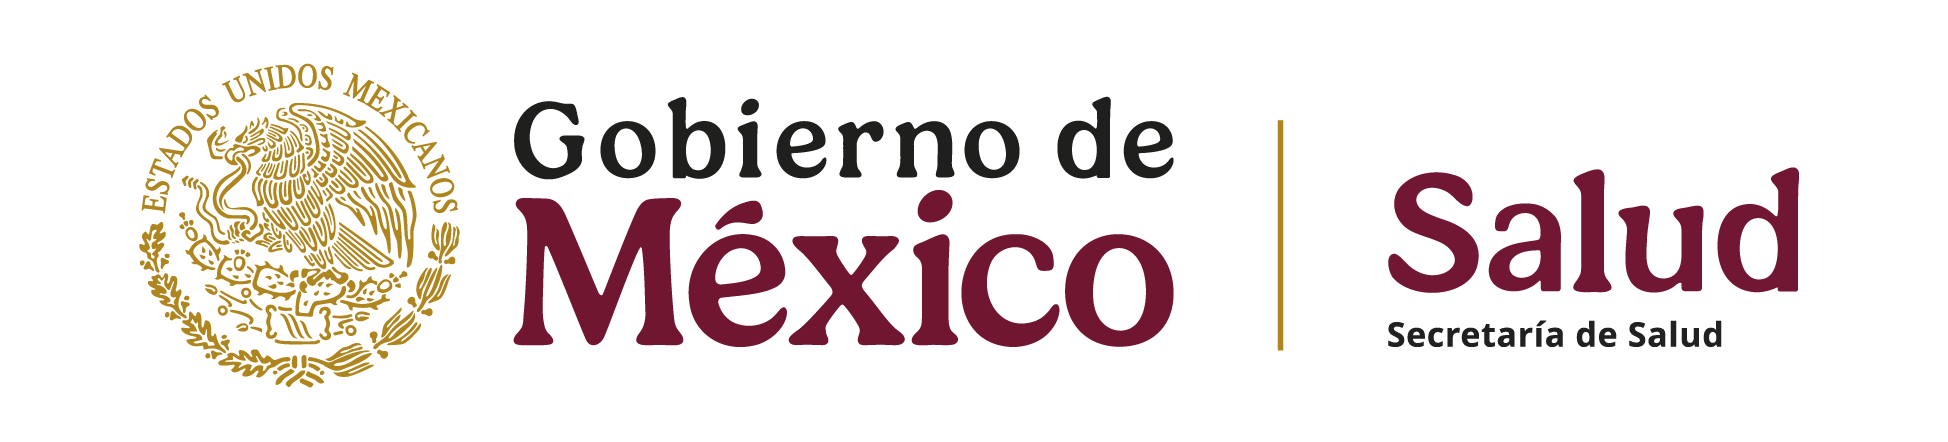 ESTADOS UNIDOS MEXICANOS
Gobierno de
México
Salud
Secretaría de Salud